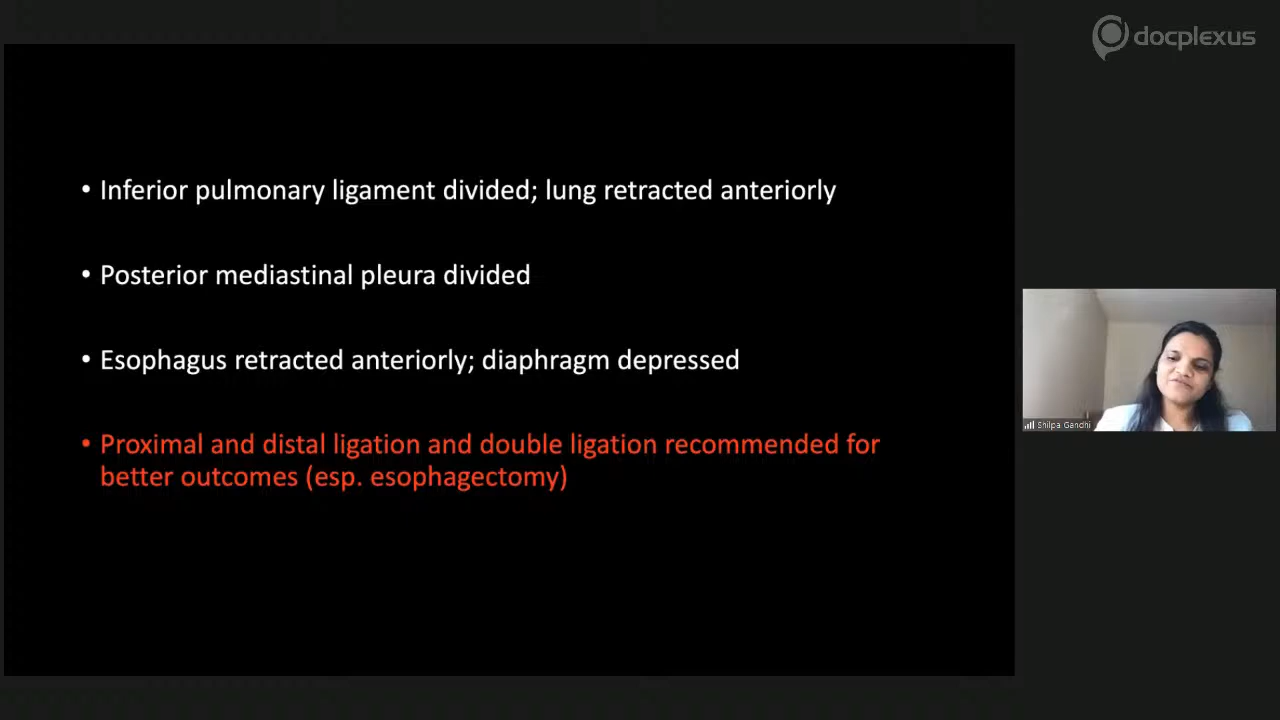 docplexus
• Inferior pulmonary ligament divided; lung retracted anteriorly
• Posterior mediastinal pleura divided
• Esophagus retracted anteriorly; diaphragm depressed
• Proximal and distal ligation and double ligation recommended for
better outcomes (esp. esophagectomy)
Shilpa Gandhi